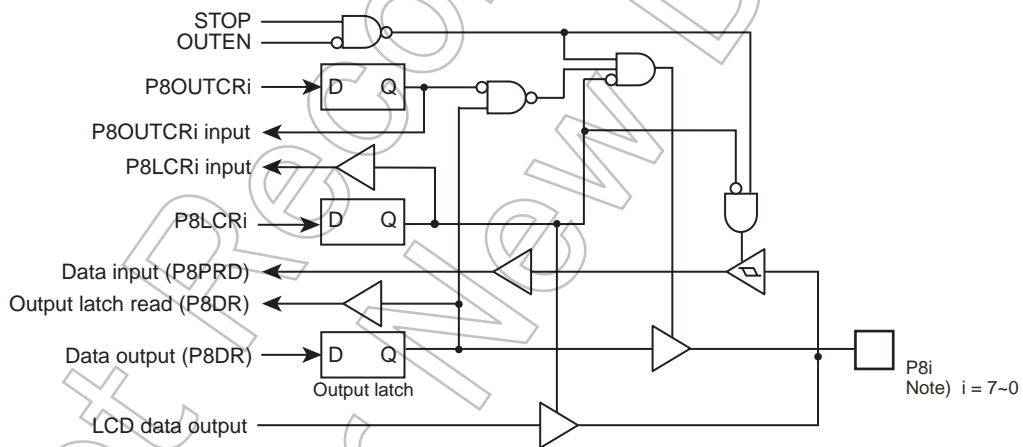 STOP
OUTEN
P8OUTCRi
D Q
P8OUTCRi input
P8LCRi input
P8LCRi
D Q
Data input (P8PRD)
Output latch read (P8DR)
Data output (P8DR)
D Q
Output latch
P8i
Note) i = 7~0
LCD data output